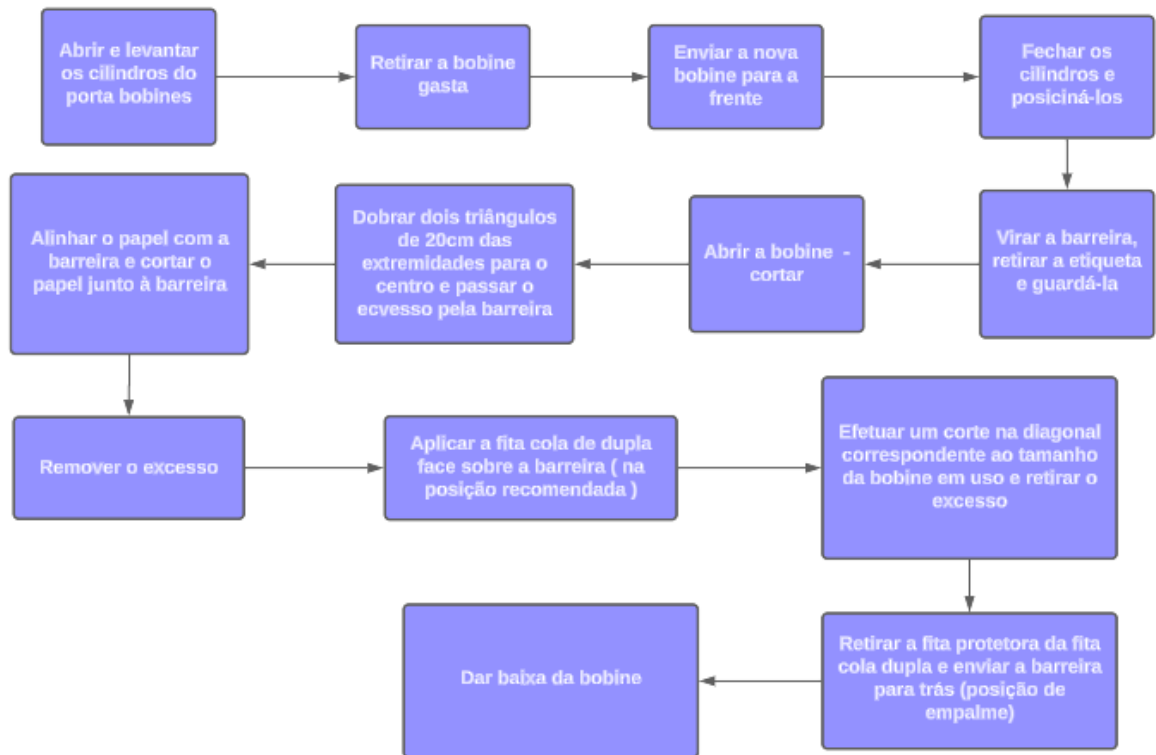 Abrir e levantar
os cilindros do
porta bobines
Retirar a bobine
gasta
Enviar a nova
bobine para a
frente
Fechar os
cilindros e
posiciná-los
Virar a barreira,
retirar a etiqueta
e guardá-la
Abrir a bobine -
cortar
Dobrar dois triângulos
de 20cm das
extremidades para o
centro e passar o
ecvesso pela barreira
Alinhar o papel com a
barreira e cortar o
papel junto à barreira
Remover o excesso
Aplicar a fita cola de dupla
face sobre a barreira ( na
posição recomendada )
Efetuar um corte na diagonal
correspondente ao tamanho
da bobine em uso e retirar o
excesso
Retirar a fita protetora da fita
cola dupla e enviar a barreira
para trás (posição de
empalme)
Dar baixa da bobine